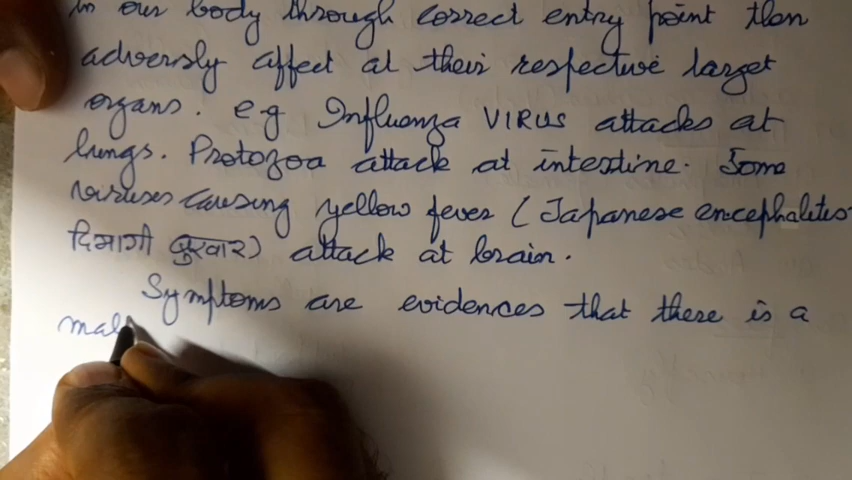 in our body through correct entry point then
adversly affect at their respective target
organs. e.g Influenza VIRUS attacks at
lungs. Protozoa attack at intestine. Some
viruses causing yellow fever (Japanese encephalites
दिमागी बुखार) attack at brain.
Symptoms are evidences that there is a
mal